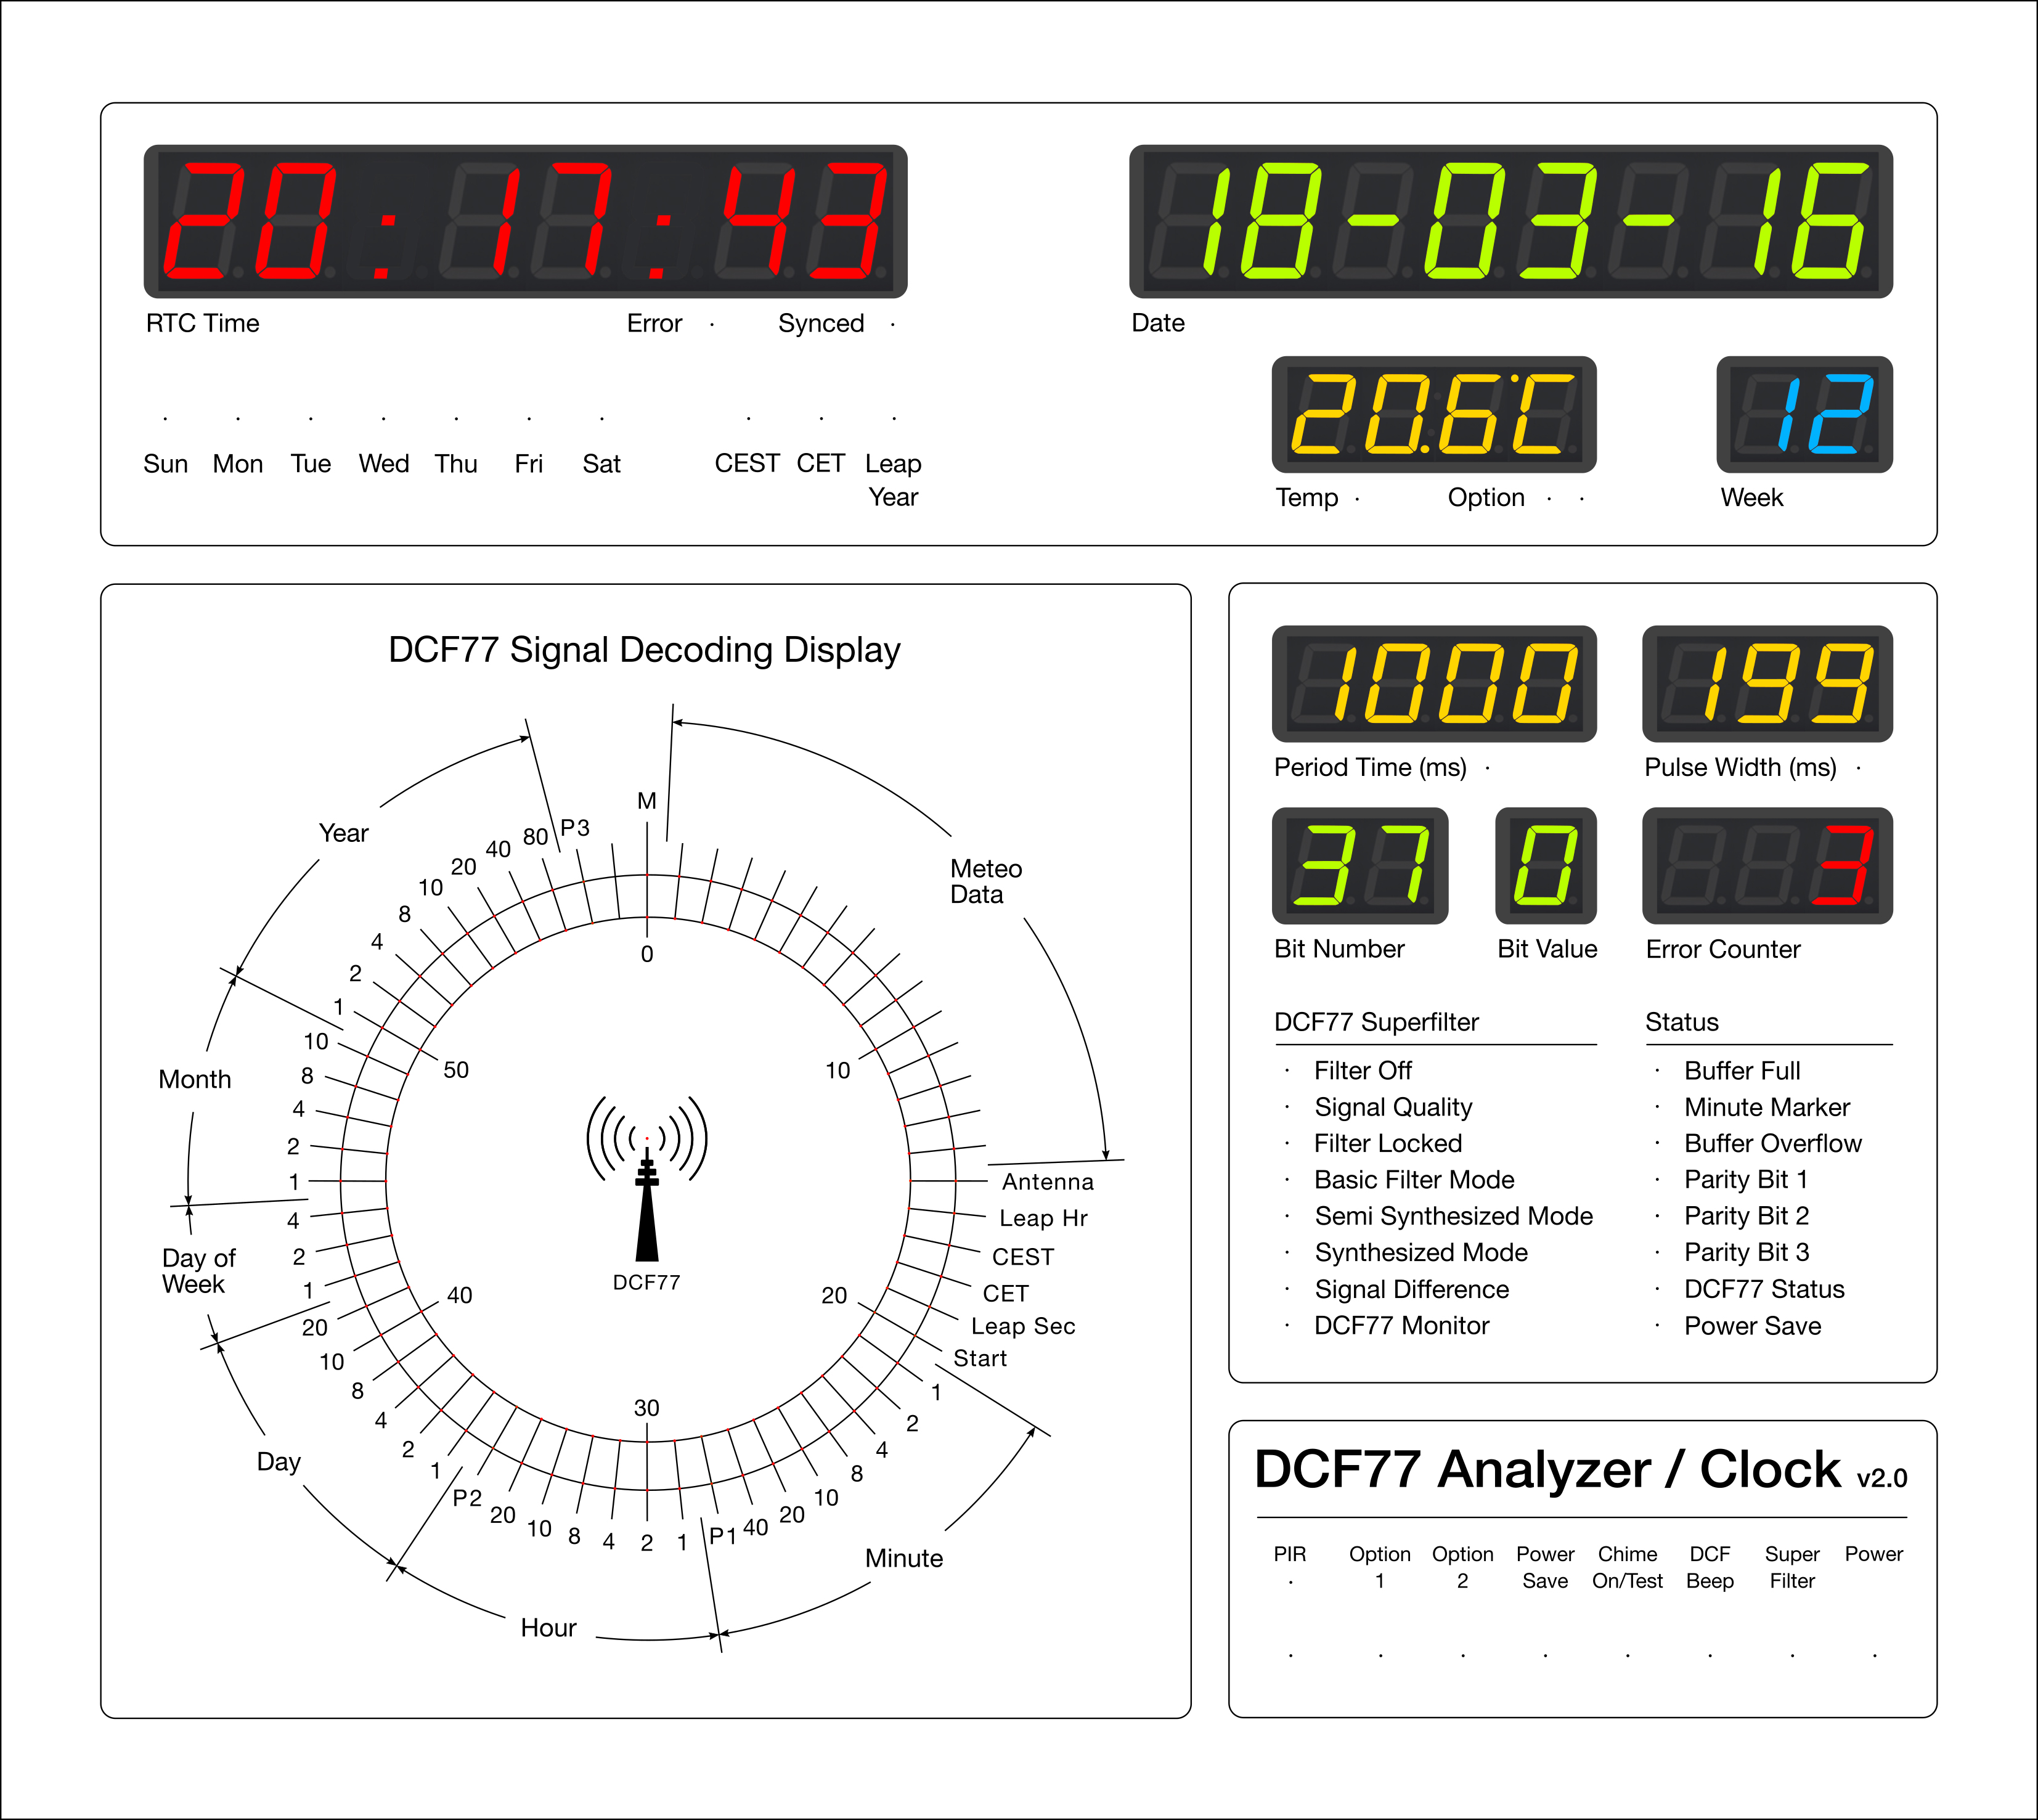 20:17:43
18-03-16
RTC Time
Error
Synced
Date
20.6°C
12
Sun Mon Tue Wed Thu Fri Sat
CEST CET Leap
Year
Temp
Option
Week
DCF77 Signal Decoding Display
M
Meteo
Data
0
10
Antenna
Leap Hr
CEST
CET
Leap Sec
Start
20
1
2
4
8
10
20
40
P1
Minute
30
1
2
4
8
10
20
P2
Hour
1
2
4
8
10
20
Day
40
1
2
4
Day of
Week
1
2
4
8
10
Month
50
1
2
4
8
10
20
40
80
P3
Year
DCF77
1000
199
Period Time (ms)
Pulse Width (ms)
37
0
3
Bit Number
Bit Value
Error Counter
DCF77 Superfilter
Filter Off
Signal Quality
Filter Locked
Basic Filter Mode
Semi Synthesized Mode
Synthesized Mode
Signal Difference
DCF77 Monitor
Status
Buffer Full
Minute Marker
Buffer Overflow
Parity Bit 1
Parity Bit 2
Parity Bit 3
DCF77 Status
Power Save
DCF77 Analyzer / Clock v2.0
PIR
Option
1
Option
2
Power
Save
Chime
On/Test
DCF
Beep
Super
Filter
Power